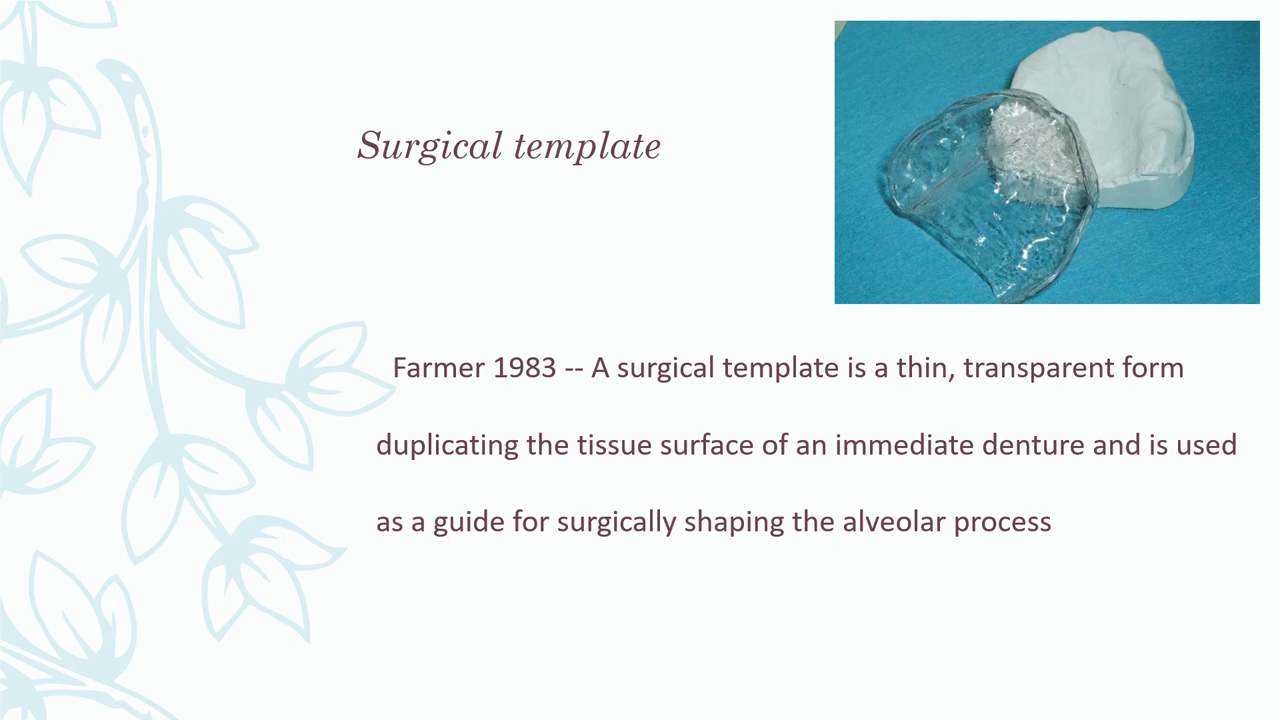 Surgical template
Farmer 1983 -- A surgical template is a thin, transparent form
duplicating the tissue surface of an immediate denture and is used
as a guide for surgically shaping the alveolar process